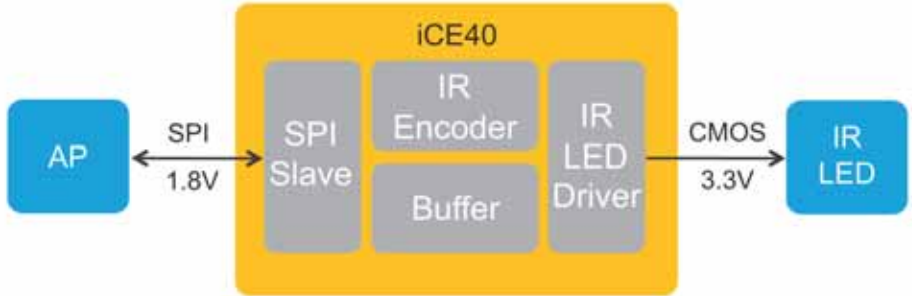 iCE40
AP
SPI
1.8V
SPI
Slave
IR
Encoder
Buffer
IR
LED
Driver
CMOS
3.3V
IR
LED